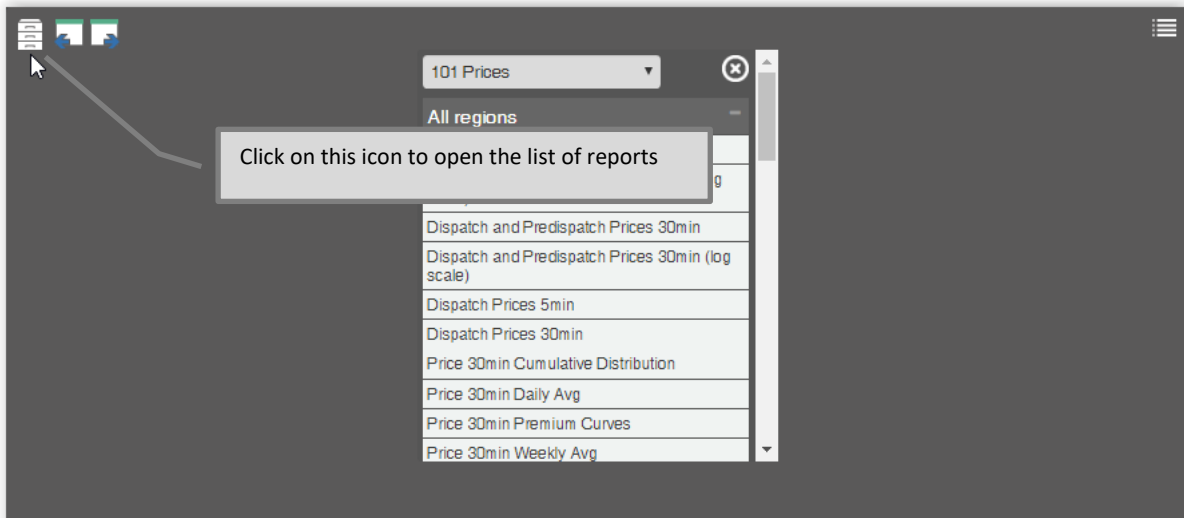 101 Prices
All regions
Click on this icon to open the list of reports
g
Dispatch and Predispatch Prices 30min
Dispatch and Predispatch Prices 30min (log
scale)
Dispatch Prices 5min
Dispatch Prices 30min
Price 30min Cumulative Distribution
Price 30min Daily Avg
Price 30min Premium Curves
Price 30min Weekly Avg